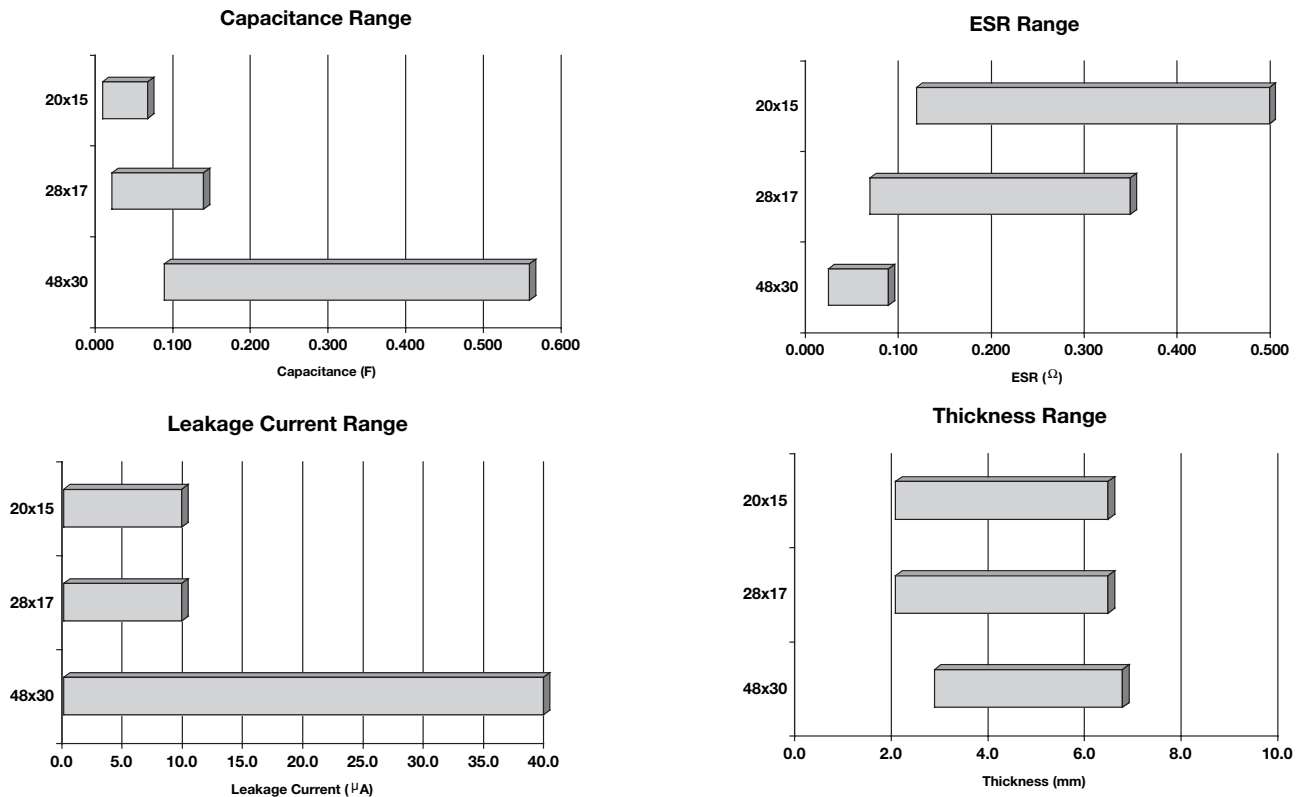 Capacitance Range
20x15
28x17
48x30
0.000 0.100 0.200 0.300 0.400 0.500 0.600
Capacitance (F)
ESR Range
20x15
28x17
48x30
0.000 0.100 0.200 0.300 0.400 0.500
ESR (Ω)
Leakage Current Range
20x15
28x17
48x30
0.0 5.0 10.0 15.0 20.0 25.0 30.0 35.0 40.0
Leakage Current (μA)
Thickness Range
20x15
28x17
48x30
0.0 2.0 4.0 6.0 8.0 10.0
Thickness (mm)